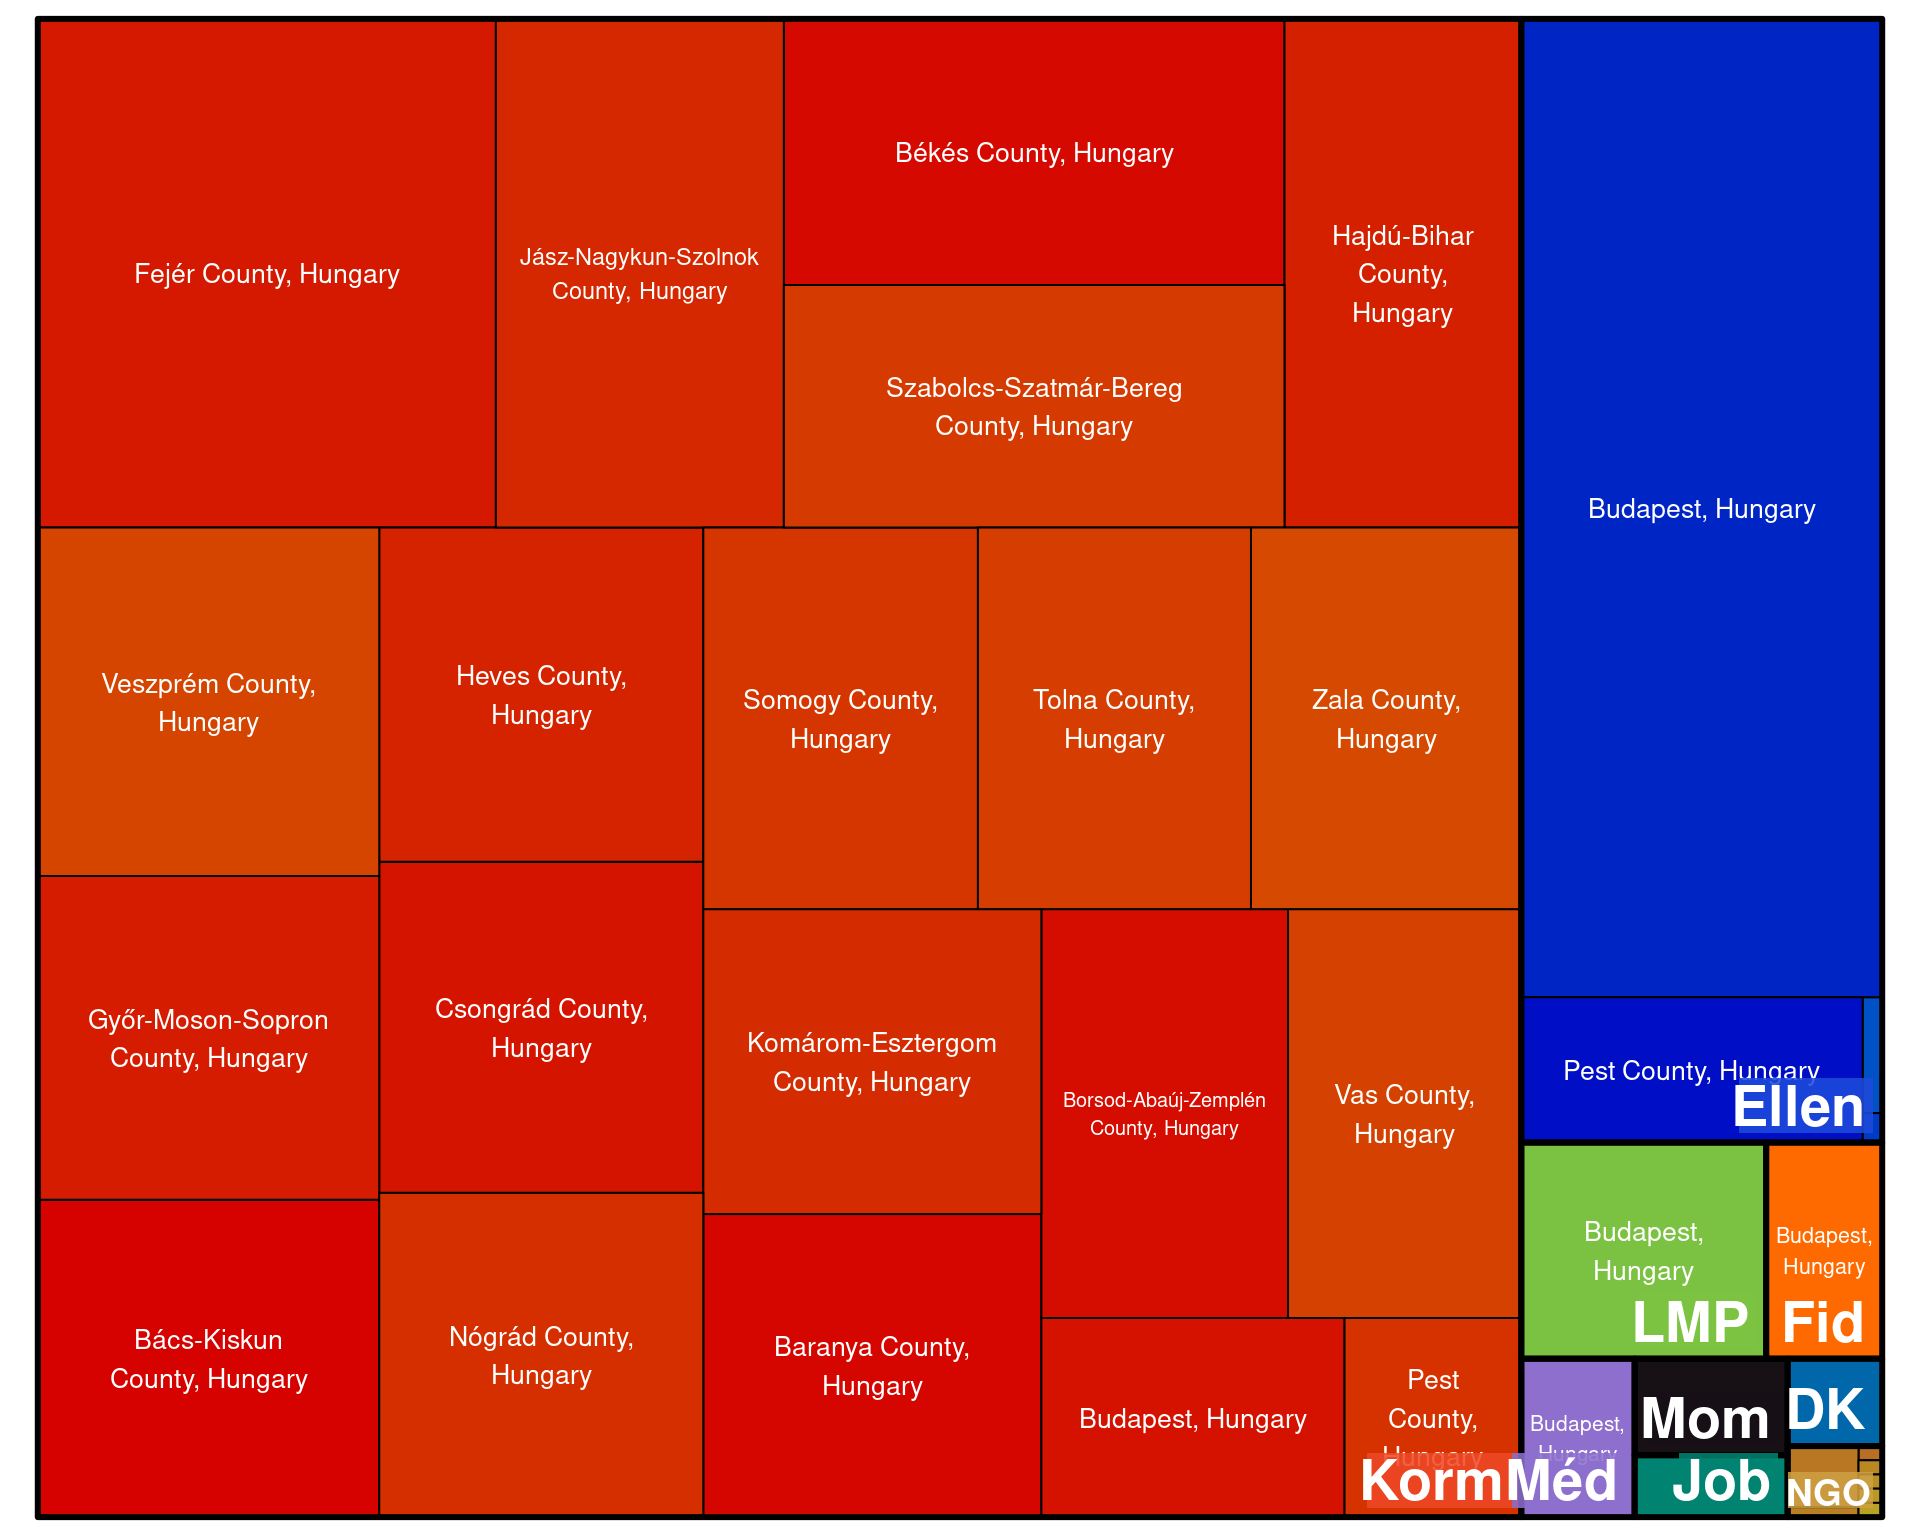 Fejér County, Hungary
Jász-Nagykun-Szolnok
County, Hungary
Békés County, Hungary
Szabolcs-Szatmár-Bereg
County, Hungary
Hajdú-Bihar
County,
Hungary
Veszprém County,
Hungary
Heves County,
Hungary
Somogy County,
Hungary
Tolna County,
Hungary
Zala County,
Hungary
Győr-Moson-Sopron
County, Hungary
Csongrád County,
Hungary
Komárom-Esztergom
County, Hungary
Borsod-Abaúj-Zemplén
County, Hungary
Vas County,
Hungary
Bács-Kiskun
County, Hungary
Nógrád County,
Hungary
Baranya County,
Hungary
Budapest, Hungary
Pest
County,
Hungary
Korm
Budapest, Hungary
Pest County, Hungary
Ellen
Budapest,
Hungary
LMP
Budapest,
Hungary
Fid
Budapest,
Hungary
Méd
Mom
Job
DK
NGO